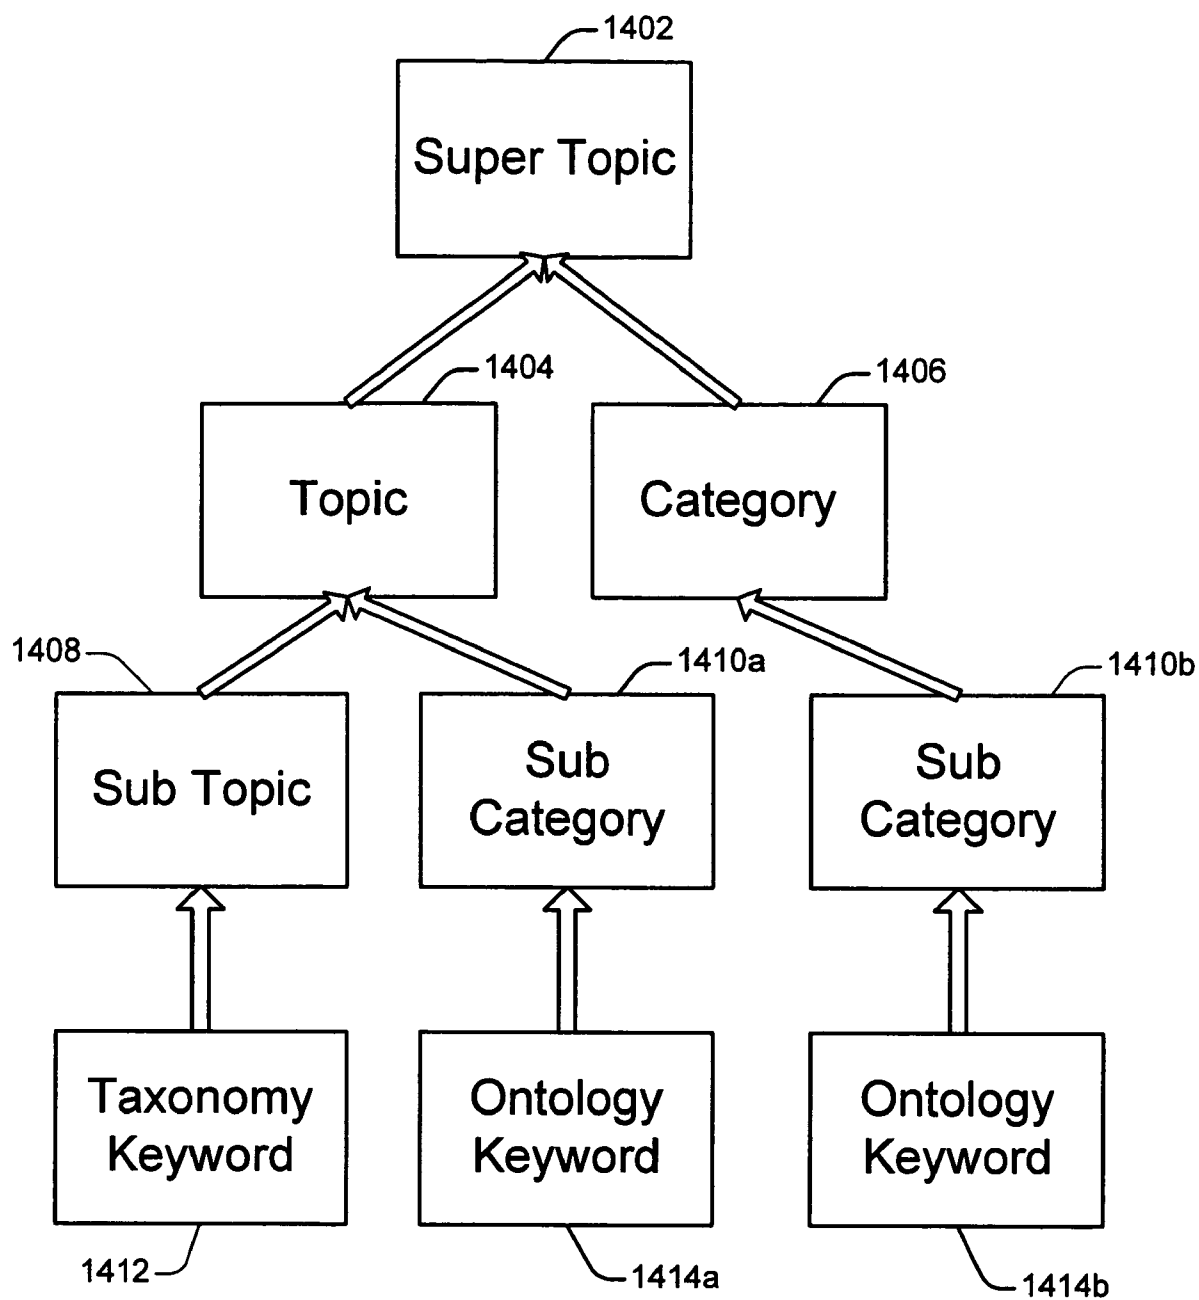 1402
Super Topic
1404
1406
Topic
Category
1408
1410a
1410b
Sub Topic
Sub
Category
Sub
Category
Taxonomy
Keyword
Ontology
Keyword
Ontology
Keyword
1412
1414a
1414b